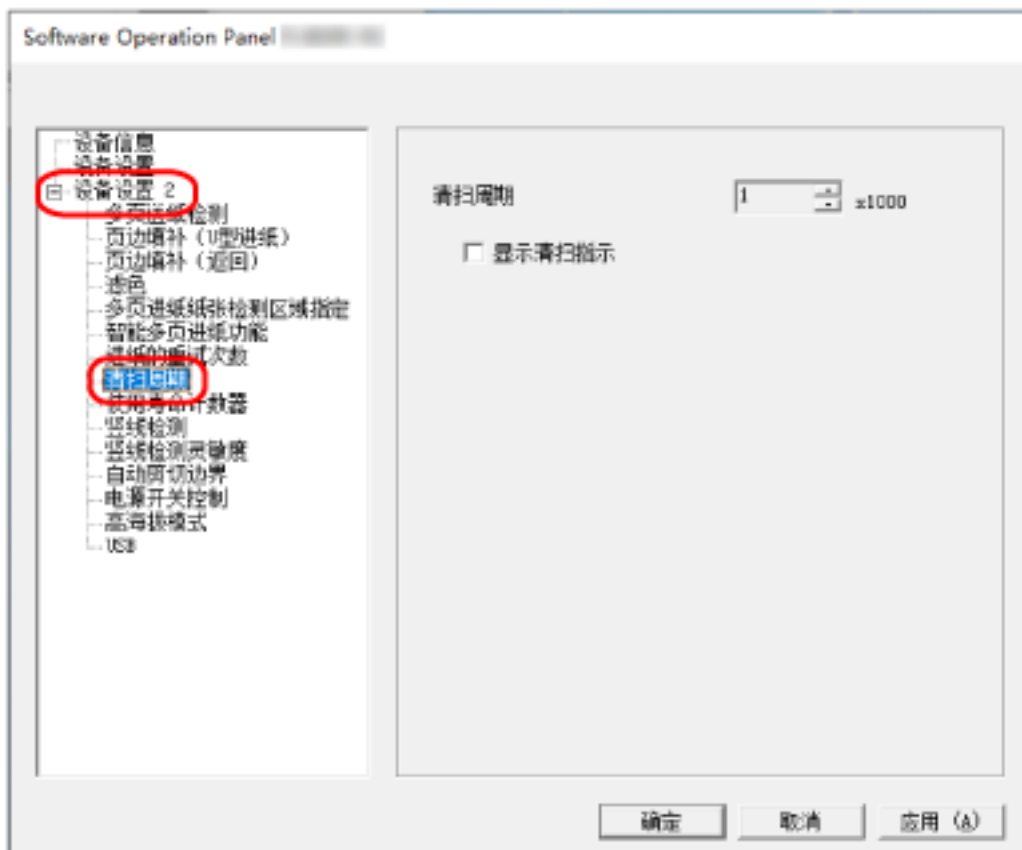 Software Operation Panel
设备信息
设备设置
设备设置 2
多页送纸检测
页边填补 (U型进纸)
页边填补 (返回)
滤色
多页进纸纸张检测区域指定
智能多页进纸功能
进纸的重试次数
清扫周期
使用寿命计数器
竖线检测
竖线检测灵敏度
自动剪切边界
电源开关控制
高海拔模式
USB
清扫周期 1 x1000
显示清扫指示
确定 取消 应用 (A)